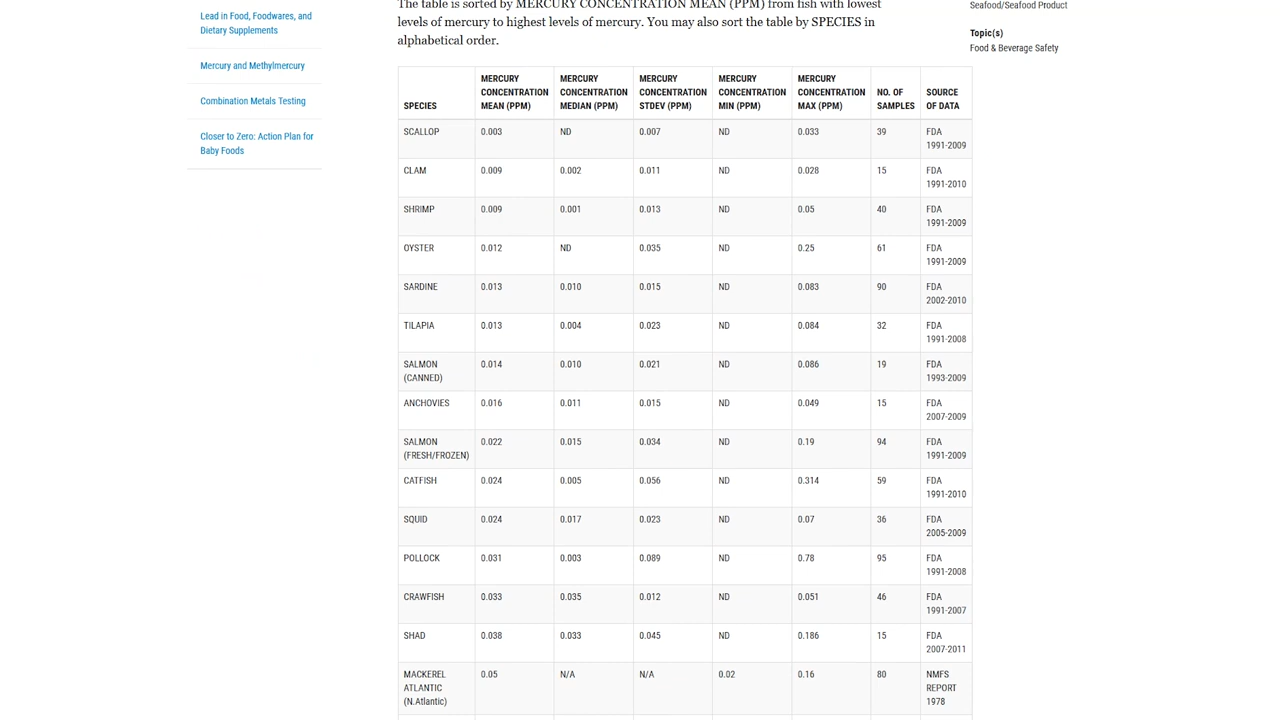 The table is sorted by MERCURY CONCENTRATION MEAN (PPM) from fish with lowest
levels of mercury to highest levels of mercury. You may also sort the table by SPECIES in
alphabetical order.
Lead in Food, Foodwares, and
Dietary Supplements
Mercury and Methylmercury
Combination Metals Testing
Closer to Zero: Action Plan for
Baby Foods
Seafood/Seafood Product
Topic(s)
Food & Beverage Safety
SPECIES MERCURY CONCENTRATION MEAN (PPM) MERCURY CONCENTRATION MEDIAN (PPM) MERCURY CONCENTRATION STDEV (PPM) MERCURY CONCENTRATION MIN (PPM) MERCURY CONCENTRATION MAX (PPM) NO. OF SAMPLES SOURCE OF DATA
SCALLOP 0.003 ND 0.007 ND 0.033 39 FDA 1991-2009
CLAM 0.009 0.002 0.011 ND 0.028 15 FDA 1991-2010
SHRIMP 0.009 0.001 0.013 ND 0.05 40 FDA 1991-2009
OYSTER 0.012 ND 0.035 ND 0.25 61 FDA 1991-2009
SARDINE 0.013 0.010 0.015 ND 0.083 90 FDA 2002-2010
TILAPIA 0.013 0.004 0.023 ND 0.084 32 FDA 1991-2008
SALMON (CANNED) 0.014 0.010 0.021 ND 0.086 19 FDA 1993-2009
ANCHOVIES 0.016 0.011 0.015 ND 0.049 15 FDA 2007-2009
SALMON (FRESH/FROZEN) 0.022 0.015 0.034 ND 0.19 94 FDA 1991-2009
CATFISH 0.024 0.005 0.056 ND 0.314 59 FDA 1991-2010
SQUID 0.024 0.017 0.023 ND 0.07 36 FDA 2005-2009
POLLOCK 0.031 0.003 0.089 ND 0.78 95 FDA 1991-2008
CRAWFISH 0.033 0.035 0.012 ND 0.051 46 FDA 1991-2007
SHAD 0.038 0.033 0.045 ND 0.186 15 FDA 2007-2011
MACKEREL ATLANTIC (N.Atlantic) 0.05 N/A N/A 0.02 0.16 80 NMFS REPORT 1978